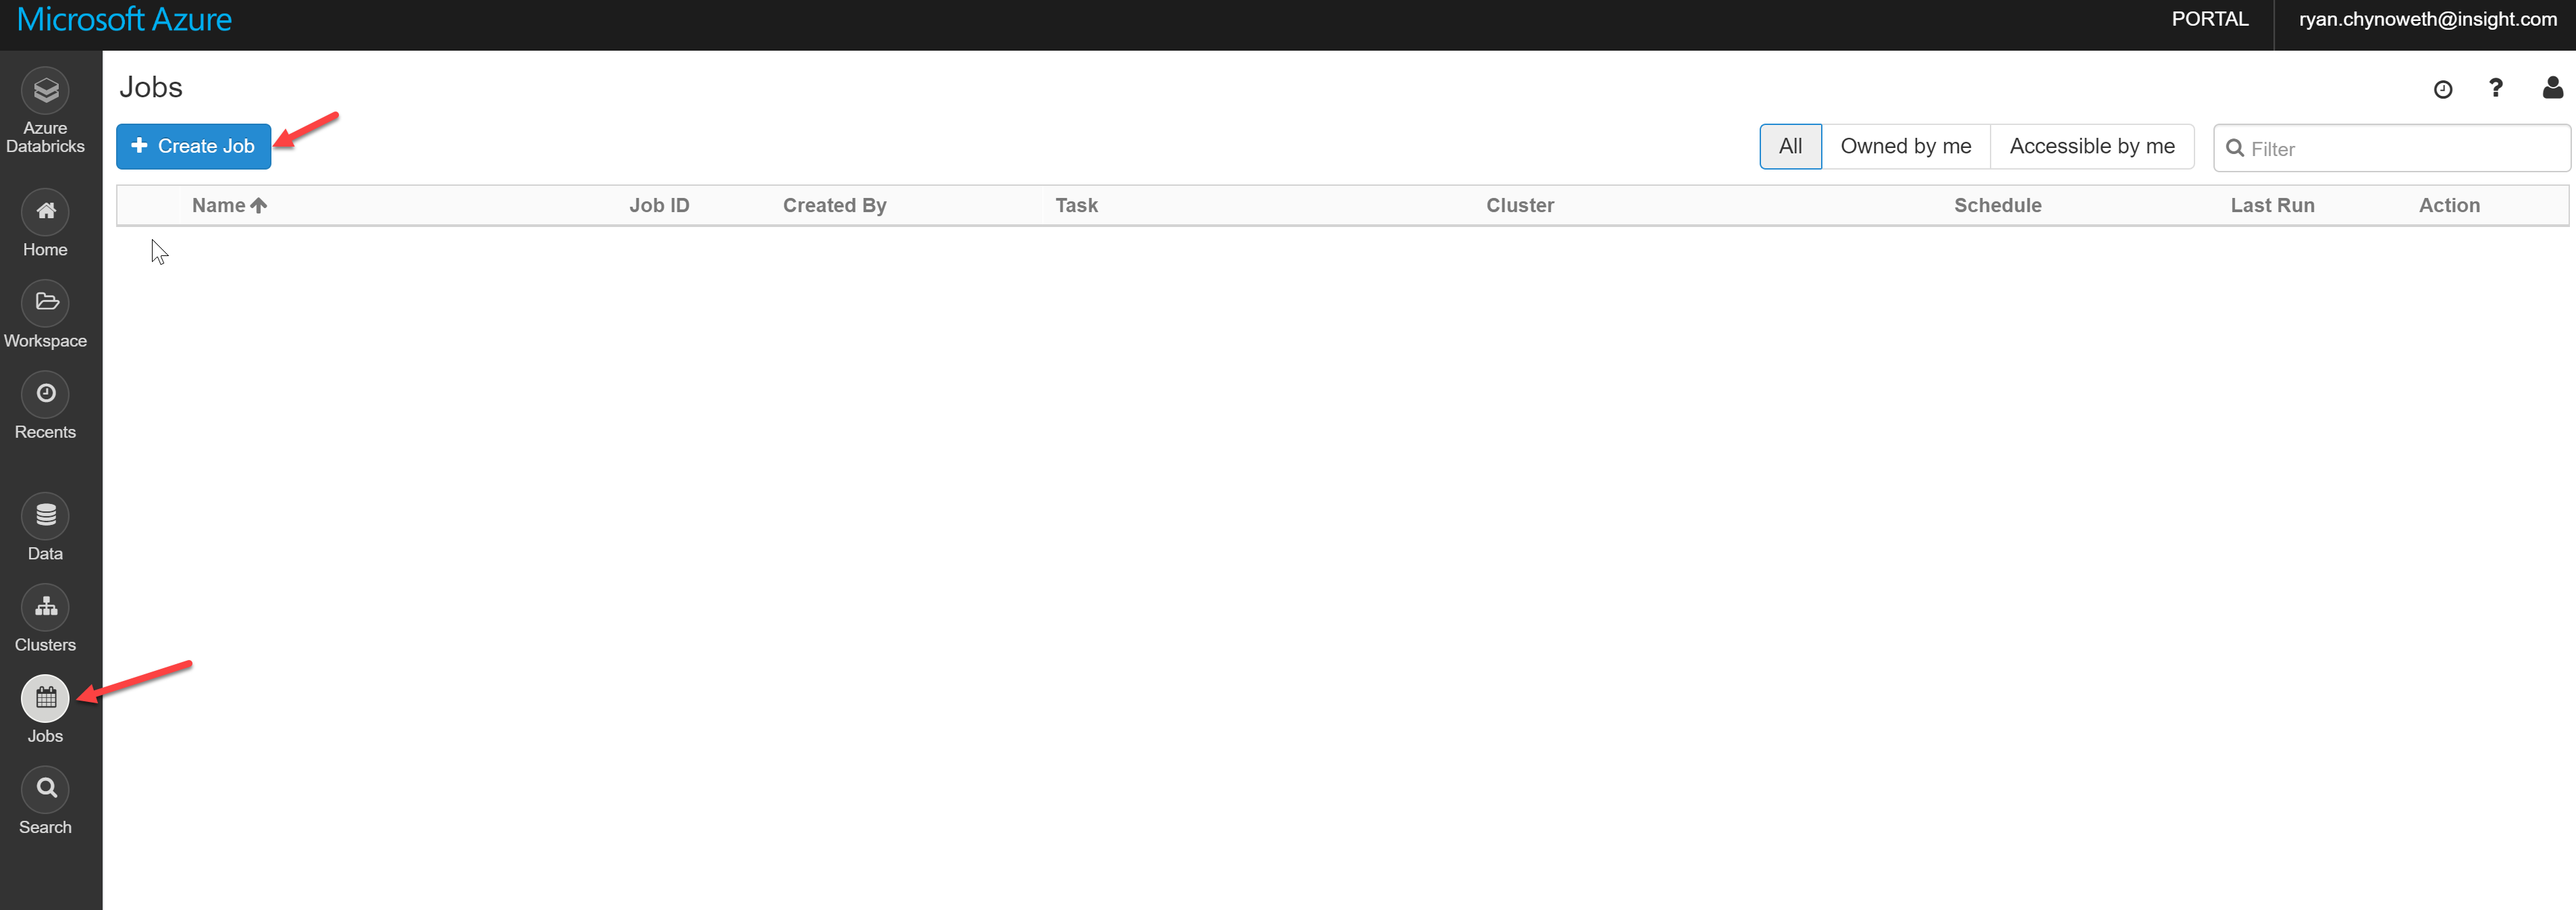 Microsoft Azure
PORTAL
ryan.chynoweth@insight.com
Azure
Databricks
Home
Workspace
Recents
Data
Clusters
Jobs
Search
Jobs
?
+ Create Job
All
Owned by me
Accessible by me
Filter
Name
Job ID
Created By
Task
Cluster
Schedule
Last Run
Action